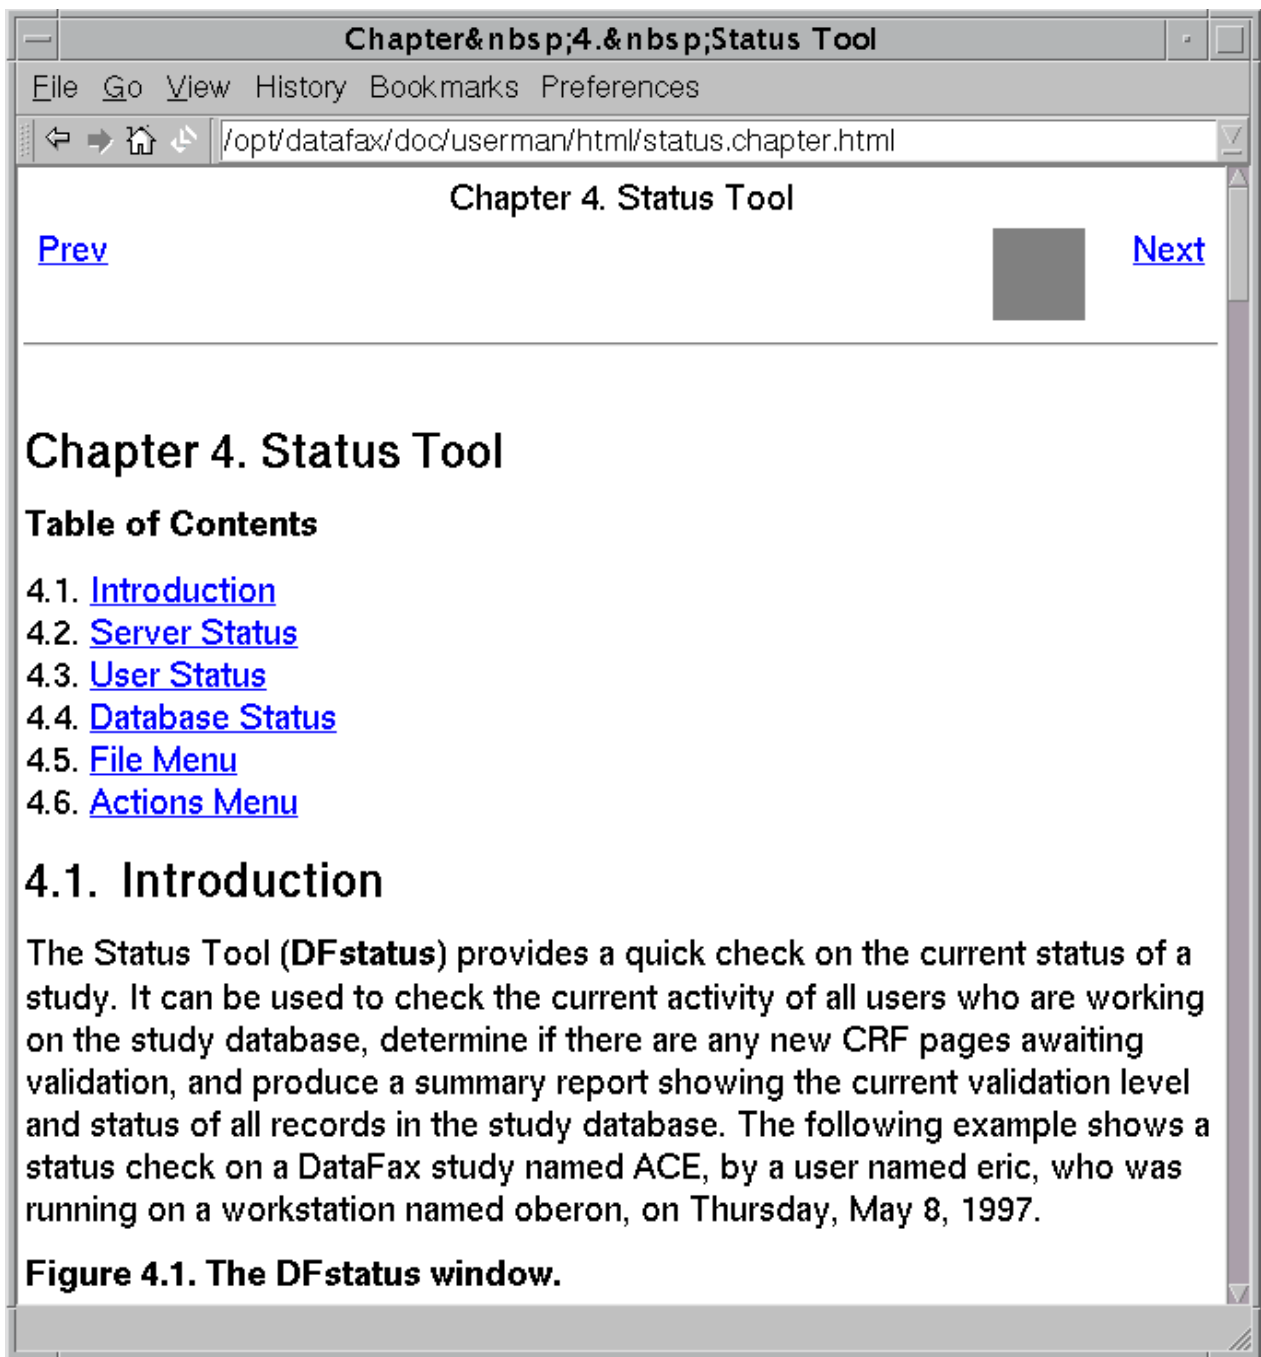 Chapter&nbsp;4.&nbsp;Status Tool
File Go View History Bookmarks Preferences
/opt/datafax/doc/userman/html/status.chapter.html
Chapter 4. Status Tool
Prev Next
Chapter 4. Status Tool
Table of Contents
4.1. Introduction
4.2. Server Status
4.3. User Status
4.4. Database Status
4.5. File Menu
4.6. Actions Menu
4.1. Introduction
The Status Tool (DFstatus) provides a quick check on the current status of a
study. It can be used to check the current activity of all users who are working
on the study database, determine if there are any new CRF pages awaiting
validation, and produce a summary report showing the current validation level
and status of all records in the study database. The following example shows a
status check on a DataFax study named ACE, by a user named eric, who was
running on a workstation named oberon, on Thursday, May 8, 1997.
Figure 4.1. The DFstatus window.